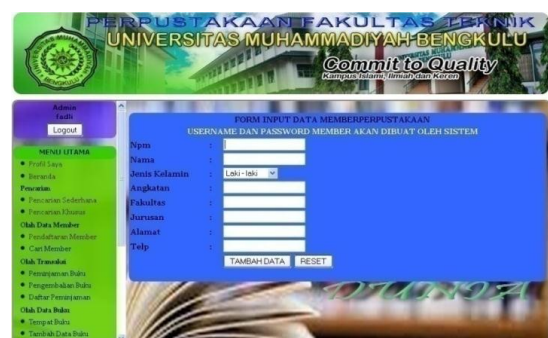 PERPUSTAKAAN FAKULTAS TEKNIK
UNIVERSITAS MUHAMMADIYAH BENGKULU
Commit to Quality
Kampus Islami, Ilmiah dan Keren
Admin
fadli
Logout
MENU UTAMA
Profil Saya
Beranda
Pencarian
Pencarian Sederhana
Pencarian Khusus
Olah Data Member
Pendaftaran Member
Cari Member
Olah Transaksi
Peminjaman Buku
Pengembalian Buku
Daftar Peminjaman
Olah Data Buku
Tempat Buku
Tambah Data Buku
FORM INPUT DATA MEMBERPERPUSTAKAAN
USERNAME DAN PASSWORD MEMBER AKAN DIBUAT OLEH SISTEM
Npm :
Nama :
Jenis Kelamin : Laki-laki
Angkatan :
Fakultas :
Jurusan :
Alamat :
Telp :
TAMBAH DATA RESET
DUNIA